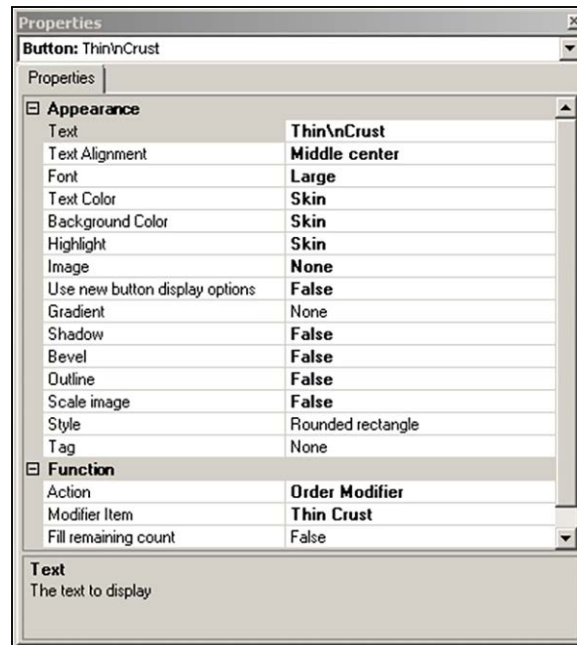 Properties
Button: Thin\nCrust
Properties
Appearance
Text Thin\nCrust
Text Alignment Middle center
Font Large
Text Color Skin
Background Color Skin
Highlight Skin
Image None
Use new button display options False
Gradient None
Shadow False
Bevel False
Outline False
Scale image False
Style Rounded rectangle
Tag None
Function
Action Order Modifier
Modifier Item Thin Crust
Fill remaining count False
Text
The text to display